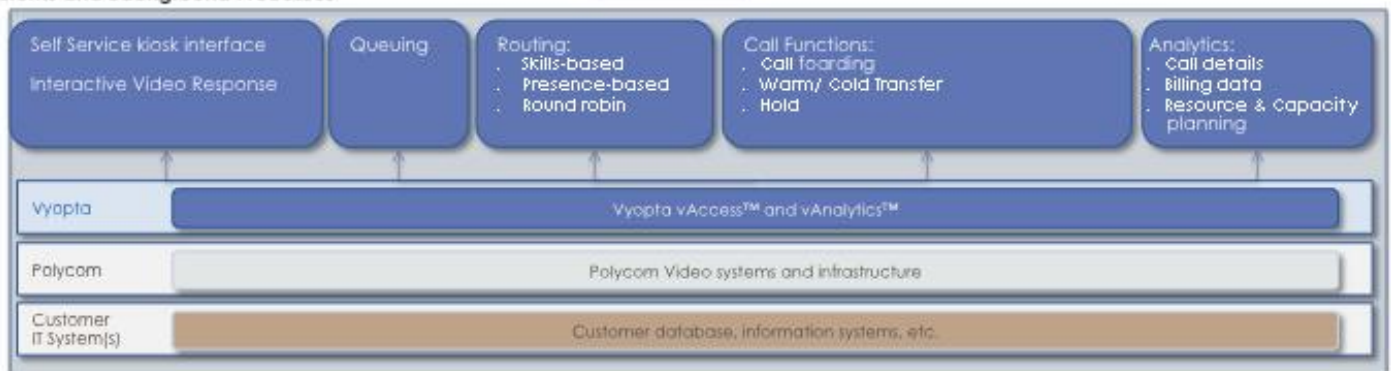 Self Service kiosk interface
Interactive Video Response
Queuing
Routing:
. Skills-based
. Presence-based
. Round robin
Call Functions:
. Call foarding
. Warm/ Cold Transfer
. Hold
Analytics:
. Call details
. Billing data
. Resource & Capacity
planning
Vyopta
Vyopta vAccess™ and vAnalytics™
Polycom
Polycom Video systems and infrastructure
Customer
IT System(s)
Customer database, information systems, etc.